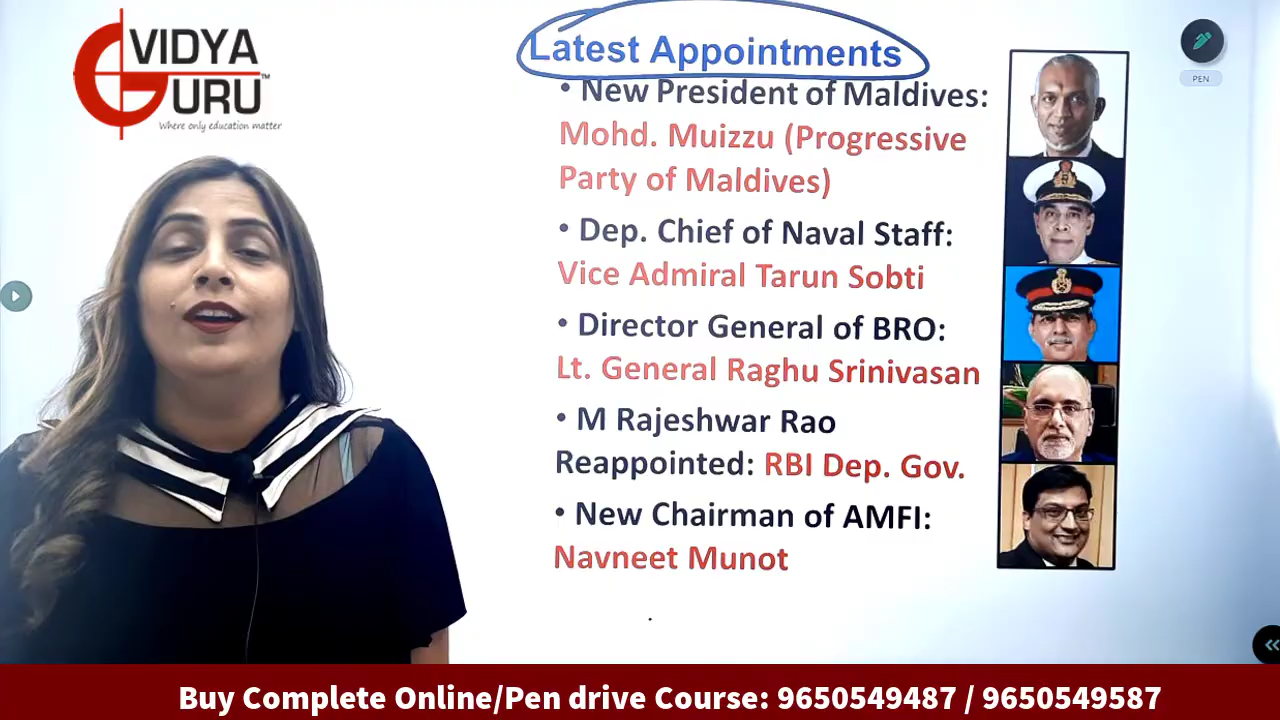 VIDYA
GURU™
Where only education matter
Latest Appointments
• New President of Maldives:
Mohd. Muizzu (Progressive
Party of Maldives)
• Dep. Chief of Naval Staff:
Vice Admiral Tarun Sobti
• Director General of BRO:
Lt. General Raghu Srinivasan
• M Rajeshwar Rao
Reappointed: RBI Dep. Gov.
• New Chairman of AMFI:
Navneet Munot
PEN
Buy Complete Online/Pen drive Course: 9650549487 / 9650549587